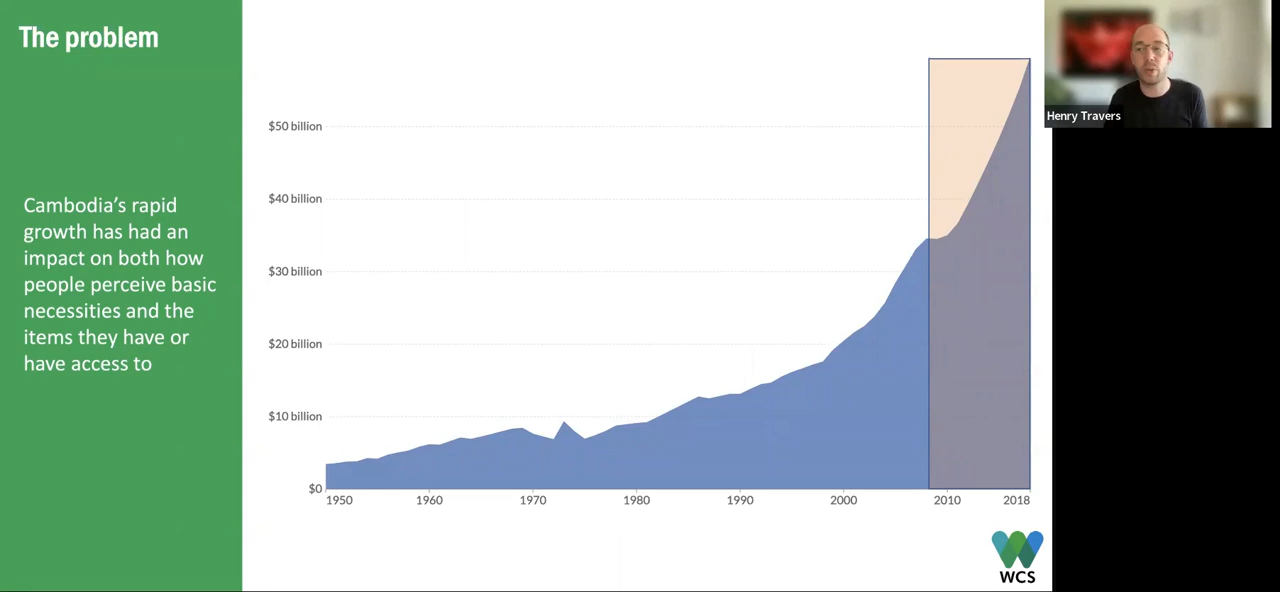 The problem
Cambodia's rapid
growth has had an
impact on both how
people perceive basic
necessities and the
items they have or
have access to
$50 billion
$40 billion
$30 billion
$20 billion
$10 billion
$0
1950 1960 1970 1980 1990 2000 2010 2018
WCS
Henry Travers